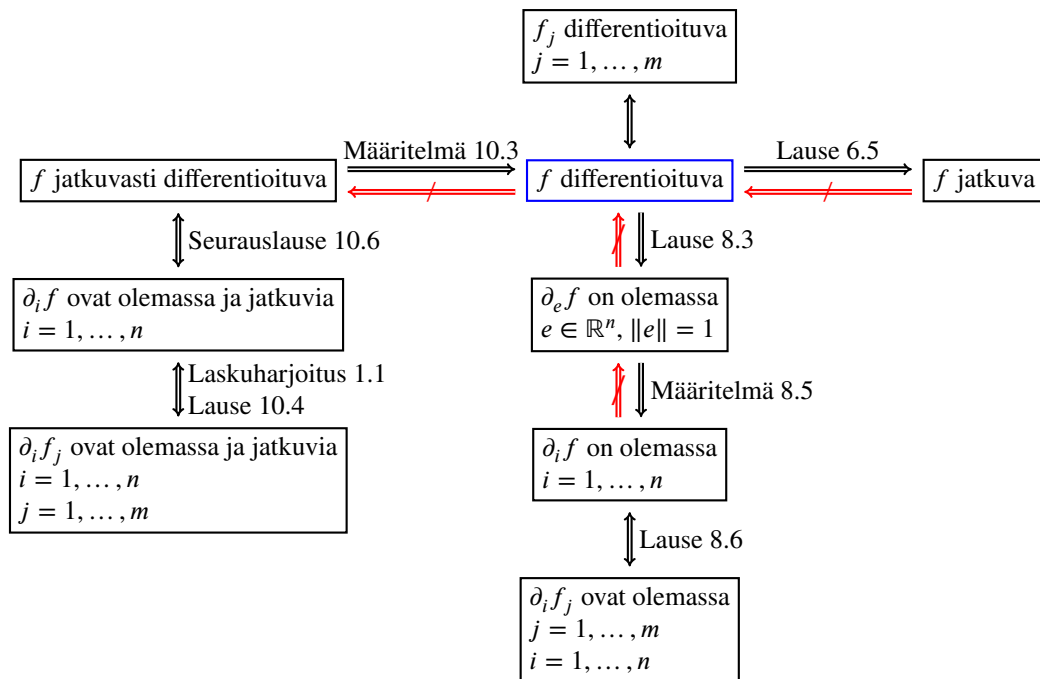 f_j differentioituva
j = 1, … , m
Määritelmä 10.3
Lause 6.5
f jatkuvasti differentioituva
f differentioituva
f jatkuva
Seurauslause 10.6
Lause 8.3
∂_i f ovat olemassa ja jatkuvia
i = 1, … , n
∂_e f on olemassa
e ∈ ℝ^n, ‖e‖ = 1
Laskuharjoitus 1.1
Lause 10.4
Määritelmä 8.5
∂_i f_j ovat olemassa ja jatkuvia
i = 1, … , n
j = 1, … , m
∂_i f on olemassa
i = 1, … , n
Lause 8.6
∂_i f_j ovat olemassa
j = 1, … , m
i = 1, … , n